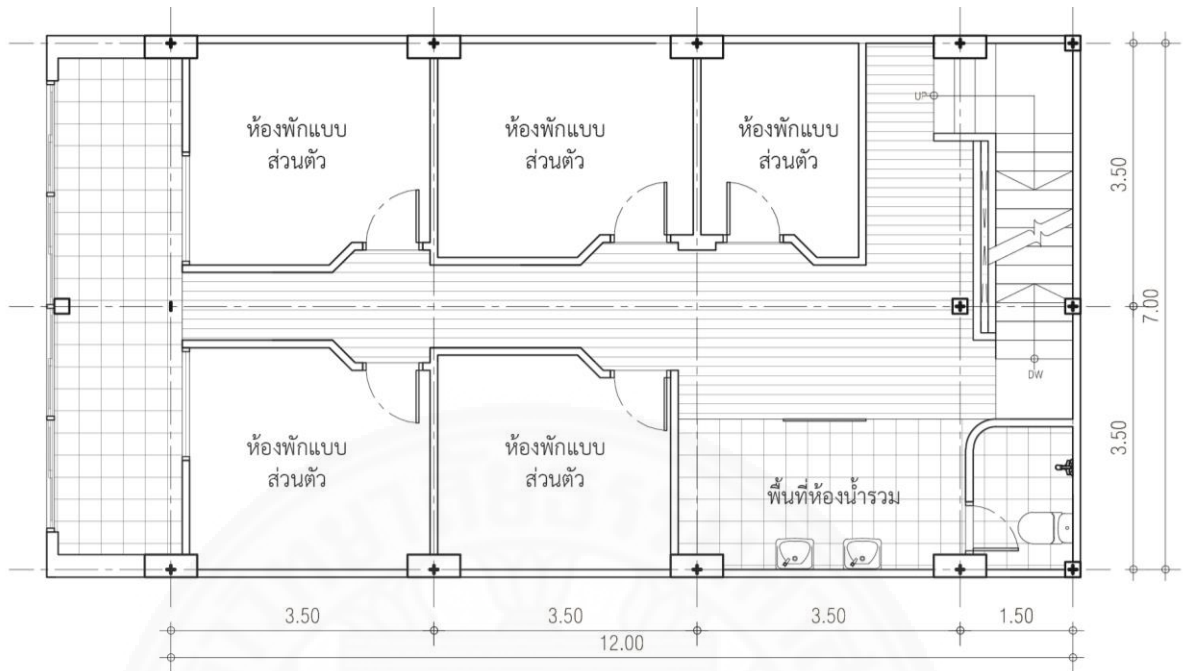 ห้องพักแบบ
ส่วนตัว
ห้องพักแบบ
ส่วนตัว
ห้องพักแบบ
ส่วนตัว
UP
3.50
7.00
DW
3.50
ห้องพักแบบ
ส่วนตัว
ห้องพักแบบ
ส่วนตัว
พื้นที่ห้องน้ำรวม
3.50
3.50
3.50
1.50
12.00